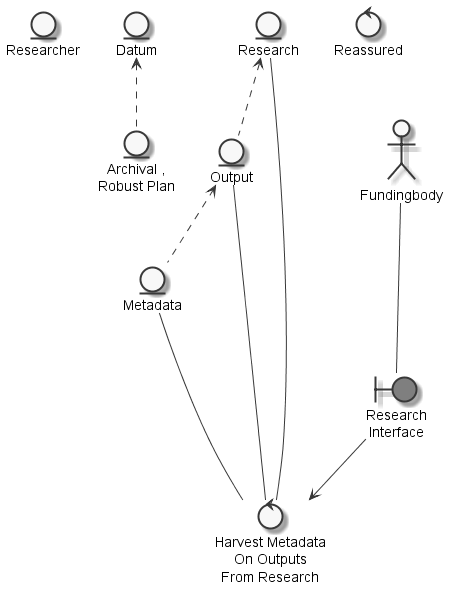 Researcher
Datum
Research
Reassured
Archival ,
Robust Plan
Output
Fundingbody
Metadata
Research
Interface
Harvest Metadata
On Outputs
From Research